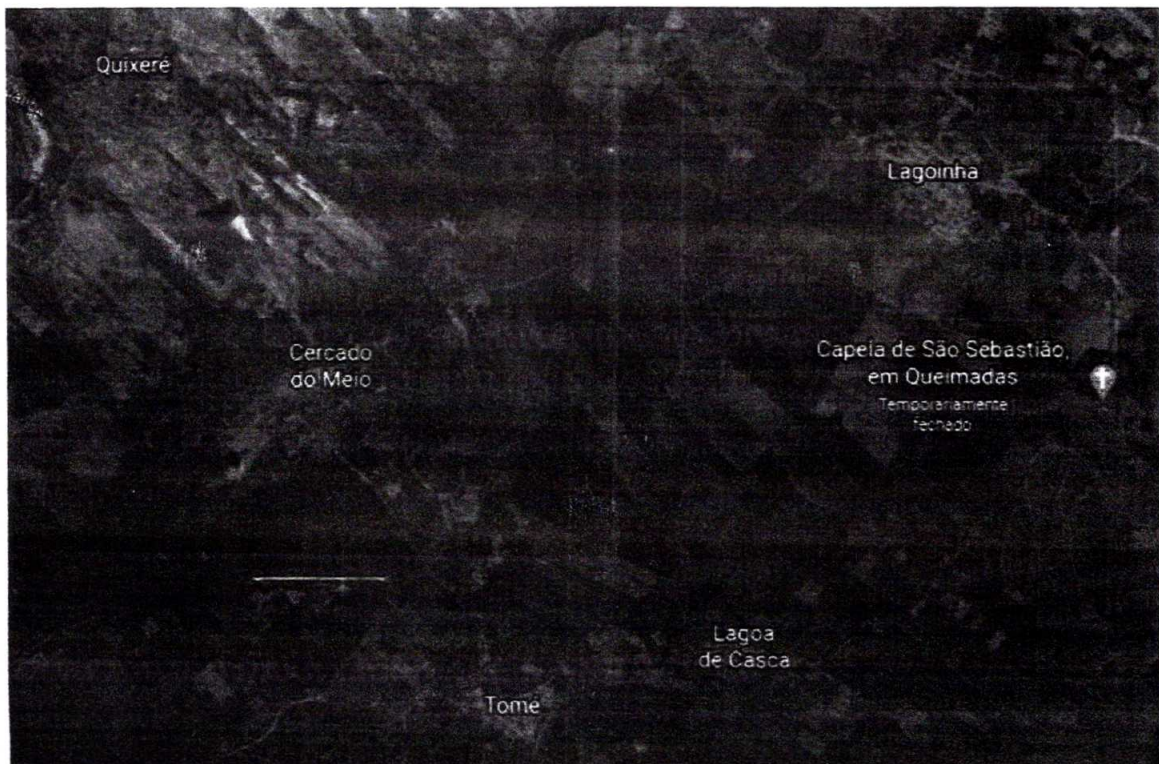 Quixeré
Lagoinha
Cercado
do Meio
Capela de São Sebastião,
em Queimadas
Temporariamente
fechado
Lagoa
de Casca
Tomé